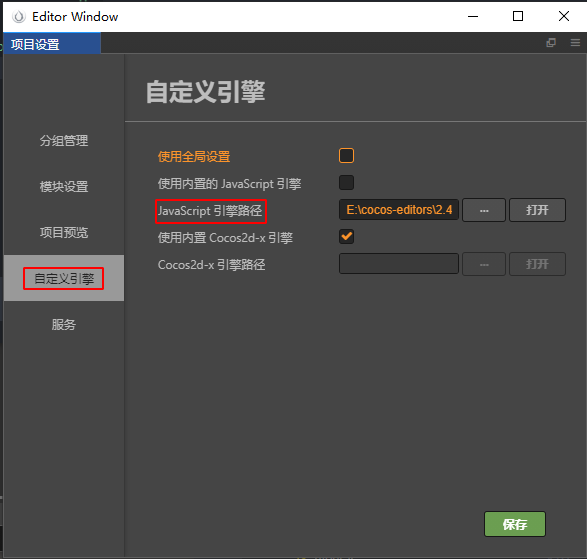 Editor Window
项目设置
自定义引擎
分组管理
模块设置
项目预览
自定义引擎
服务
使用全局设置
使用内置的 JavaScript 引擎
JavaScript 引擎路径 E:\cocos-editors\2.4 ... 打开
使用内置 Cocos2d-x 引擎
Cocos2d-x 引擎路径 ... 打开
保存